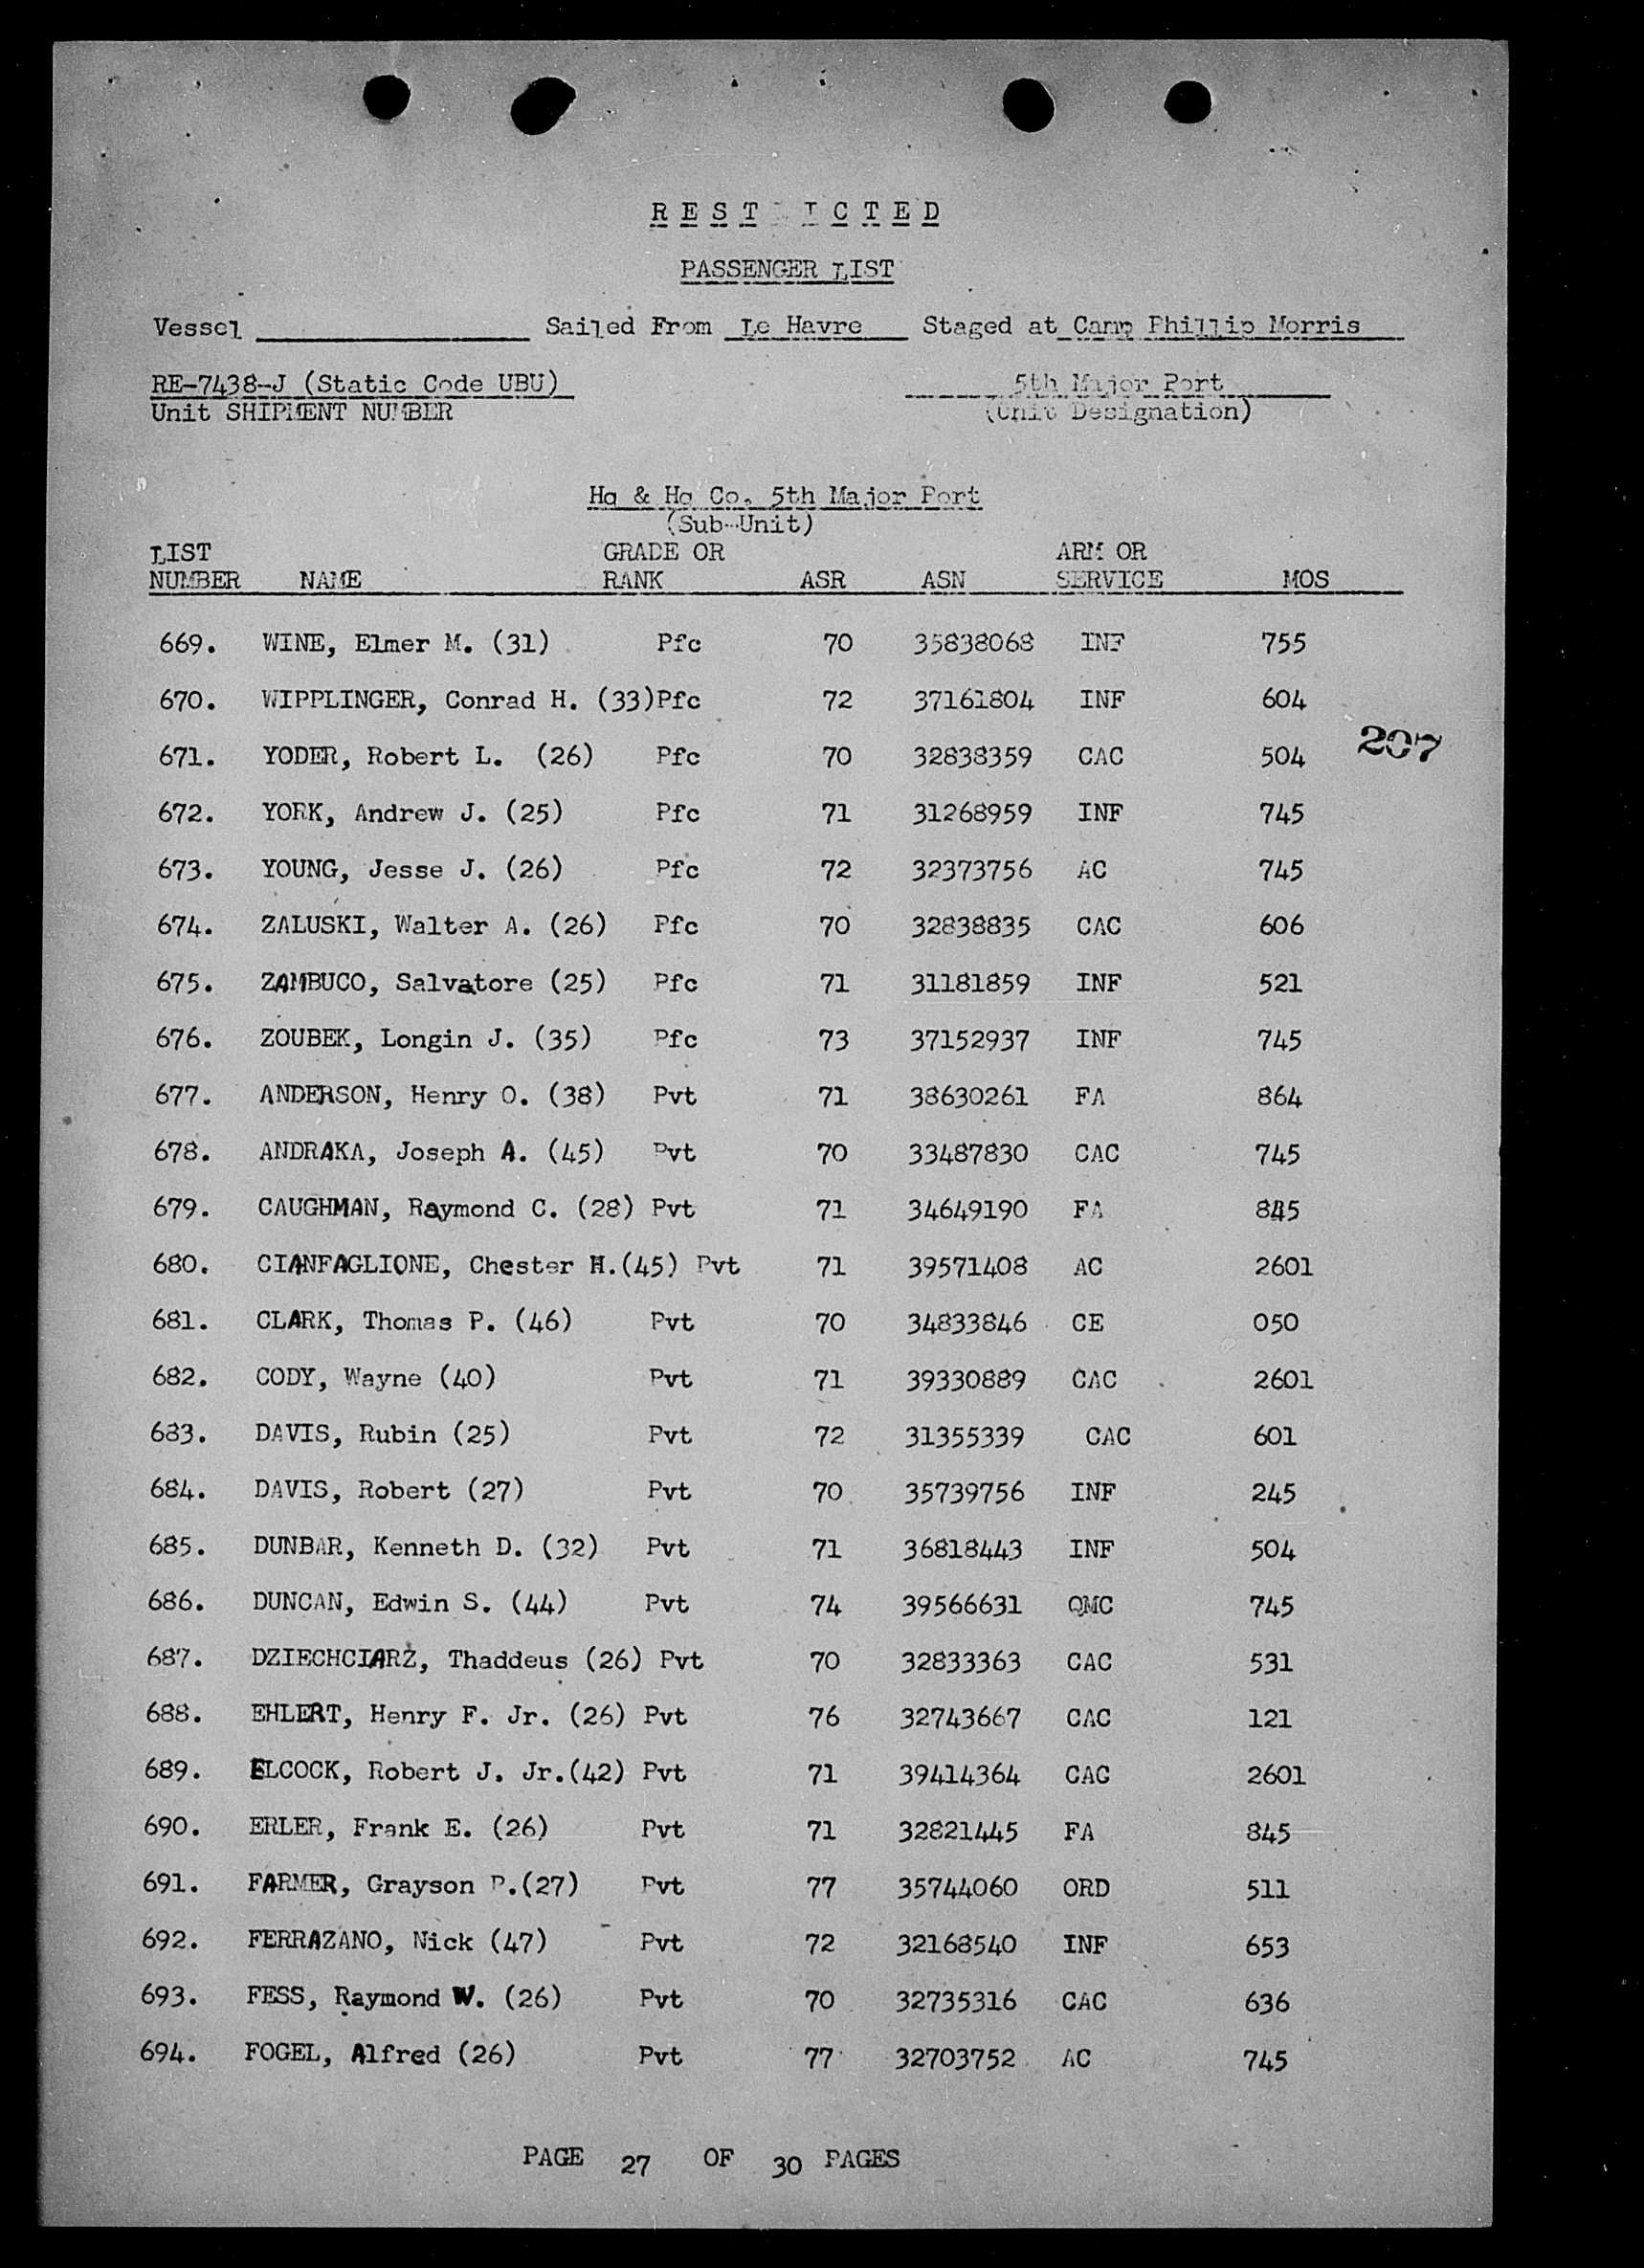 R E S T R I C T E D
PASSENGER LIST
Vessel ____________ Sailed From Le Havre Staged at Camp Phillip Morris
RE-7438-J (Static Code UBU) 5th Major Port
Unit SHIPMENT NUMBER (Unit Designation)
Hq & Hq Co. 5th Major Port
(Sub-Unit)
LIST GRADE OR ARM OR
NUMBER NAME RANK ASR ASN SERVICE MOS
669. WINE, Elmer M. (31) Pfc 70 35838068 INF 755
670. WIPPLINGER, Conrad H. (33)Pfc 72 37161804 INF 604
207
671. YODER, Robert L. (26) Pfc 70 32838359 CAC 504
672. YORK, Andrew J. (25) Pfc 71 31268959 INF 745
673. YOUNG, Jesse J. (26) Pfc 72 32373756 AC 745
674. ZALUSKI, Walter A. (26) Pfc 70 32838835 CAC 606
675. ZAMBUCO, Salvatore (25) Pfc 71 31181859 INF 521
676. ZOUBEK, Longin J. (35) Pfc 73 37152937 INF 745
677. ANDERSON, Henry O. (38) Pvt 71 38630261 FA 864
678. ANDRAKA, Joseph A. (45) Pvt 70 33487830 CAC 745
679. CAUGHMAN, Raymond C. (28) Pvt 71 34649190 FA 845
680. CIANFAGLIONE, Chester H.(45) Pvt 71 39571408 AC 2601
681. CLARK, Thomas P. (46) Pvt 70 34833846 CE 050
682. CODY, Wayne (40) Pvt 71 39330889 CAC 2601
683. DAVIS, Rubin (25) Pvt 72 31355339 CAC 601
684. DAVIS, Robert (27) Pvt 70 35739756 INF 245
685. DUNBAR, Kenneth D. (32) Pvt 71 36818443 INF 504
686. DUNCAN, Edwin S. (44) Pvt 74 39566631 QMC 745
687. DZIECHCIARZ, Thaddeus (26) Pvt 70 32833363 CAC 531
688. EHLERT, Henry F. Jr. (26) Pvt 76 32743667 CAC 121
689. ELCOCK, Robert J. Jr.(42) Pvt 71 39414364 CAC 2601
690. ERLER, Frank E. (26) Pvt 71 32821445 FA 845
691. FARMER, Grayson P.(27) Pvt 77 35744060 ORD 511
692. FERRAZANO, Nick (47) Pvt 72 32168540 INF 653
693. FESS, Raymond W. (26) Pvt 70 32735316 CAC 636
694. FOGEL, Alfred (26) Pvt 77 32703752 AC 745
PAGE 27 OF 30 PAGES